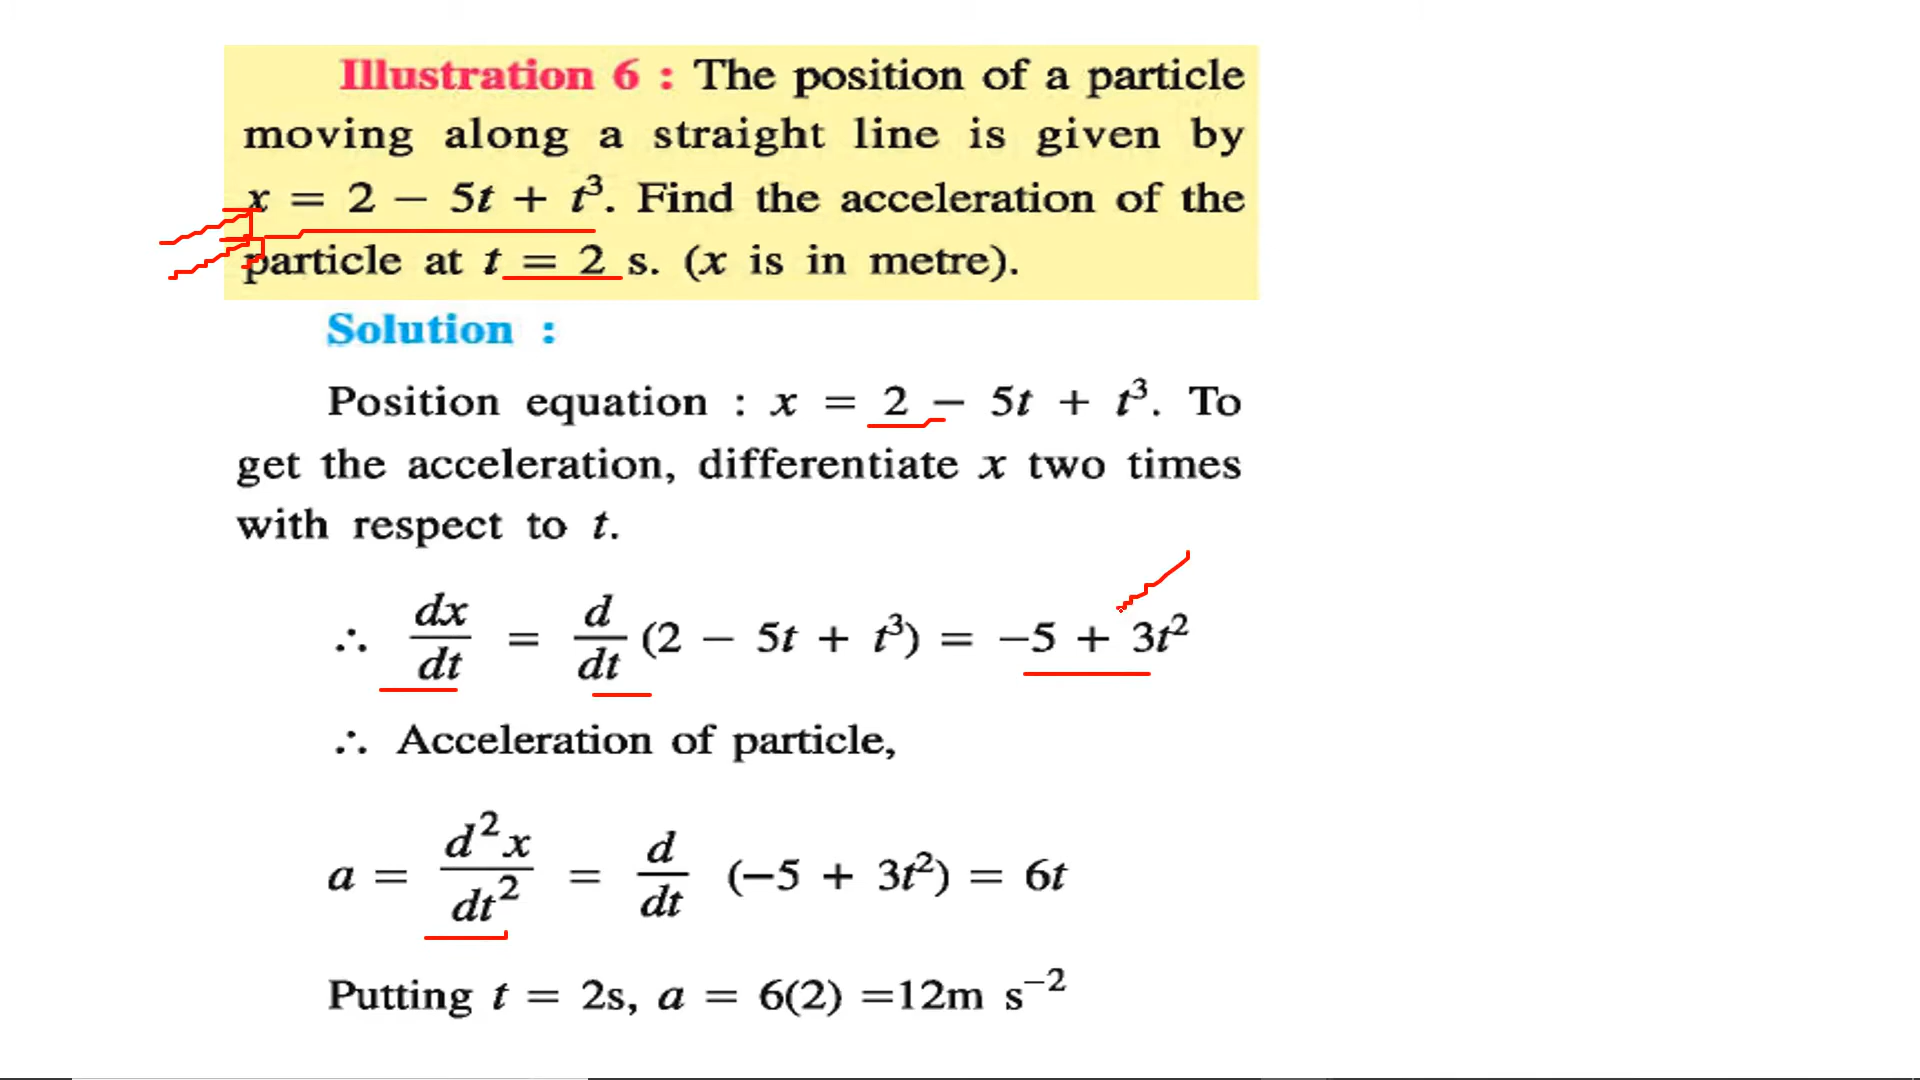 Illustration 6 : The position of a particle
moving along a straight line is given by
x = 2 − 5t + t³. Find the acceleration of the
particle at t = 2 s. (x is in metre).
Solution :
Position equation : x = 2 − 5t + t³. To
get the acceleration, differentiate x two times
with respect to t.
∴ dx/dt = d/dt (2 − 5t + t³) = −5 + 3t²
∴ Acceleration of particle,
a = d²x/dt² = d/dt (−5 + 3t²) = 6t
Putting t = 2s, a = 6(2) =12m s⁻²